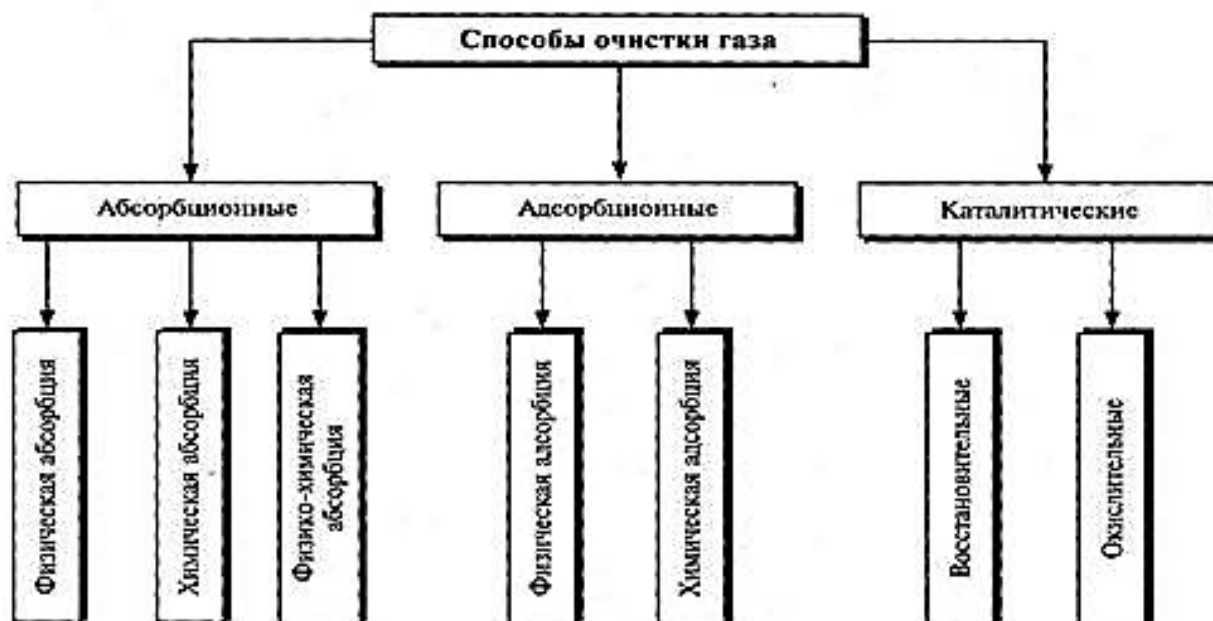 Способы очистки газа
Абсорбционные
Адсорбционные
Каталитические
Физическая абсорбция
Химическая абсорбция
Физико-химическая
абсорбция
Физическая адсорбция
Химическая адсорбция
Восстановительные
Окислительные